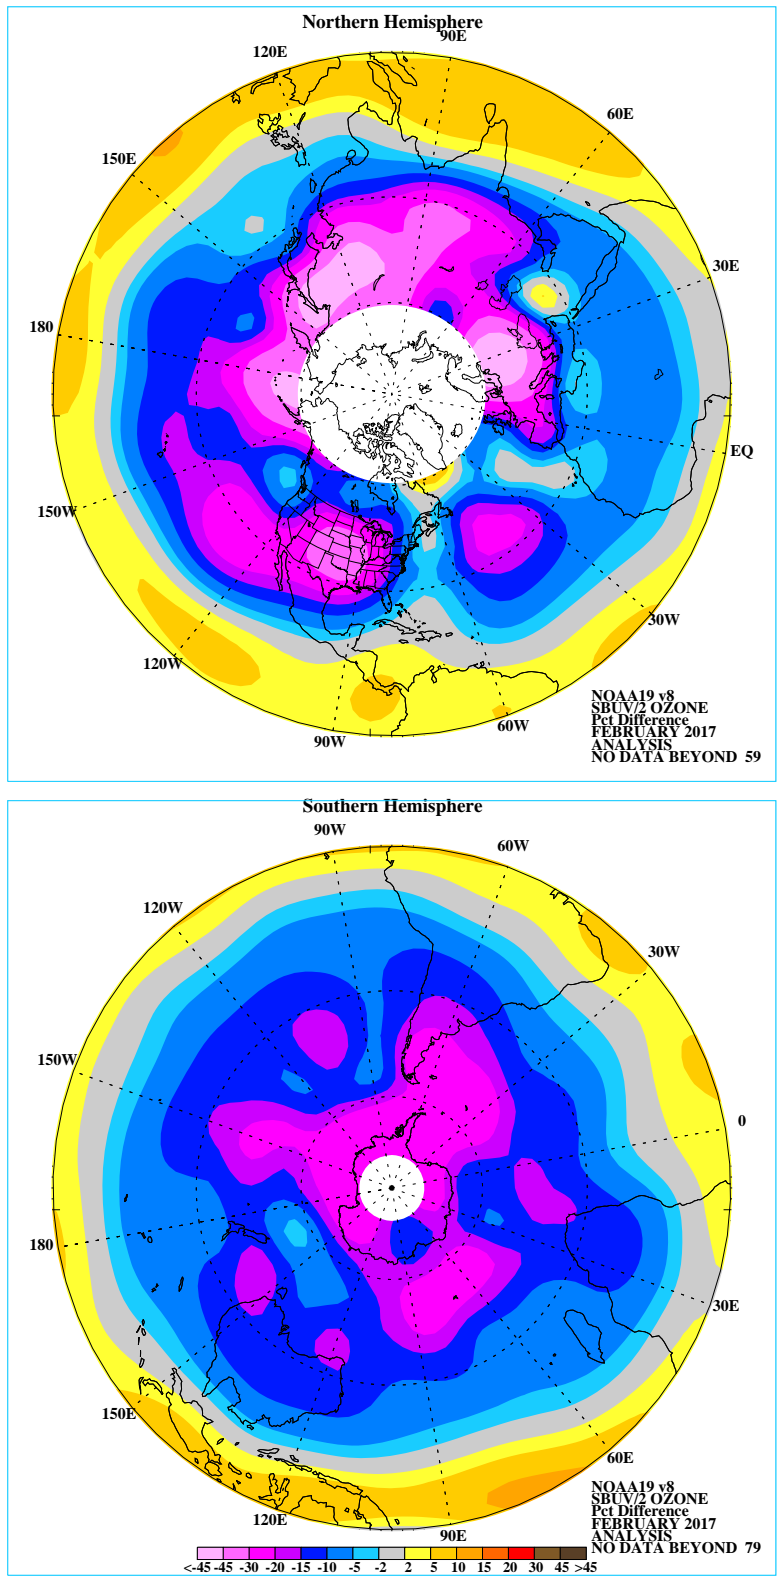 Northern Hemisphere
90E
120E
60E
150E
30E
180
EQ
150W
30W
120W
60W
90W
NOAA19 v8
SBUV/2 OZONE
Pct Difference
FEBRUARY 2017
ANALYSIS
NO DATA BEYOND 59
Southern Hemisphere
90W
60W
120W
30W
150W
0
180
30E
150E
60E
120E
90E
NOAA19 v8
SBUV/2 OZONE
Pct Difference
FEBRUARY 2017
ANALYSIS
NO DATA BEYOND 79
<-45 -45 -30 -20 -15 -10 -5 -2 2 5 10 15 20 30 45 >45